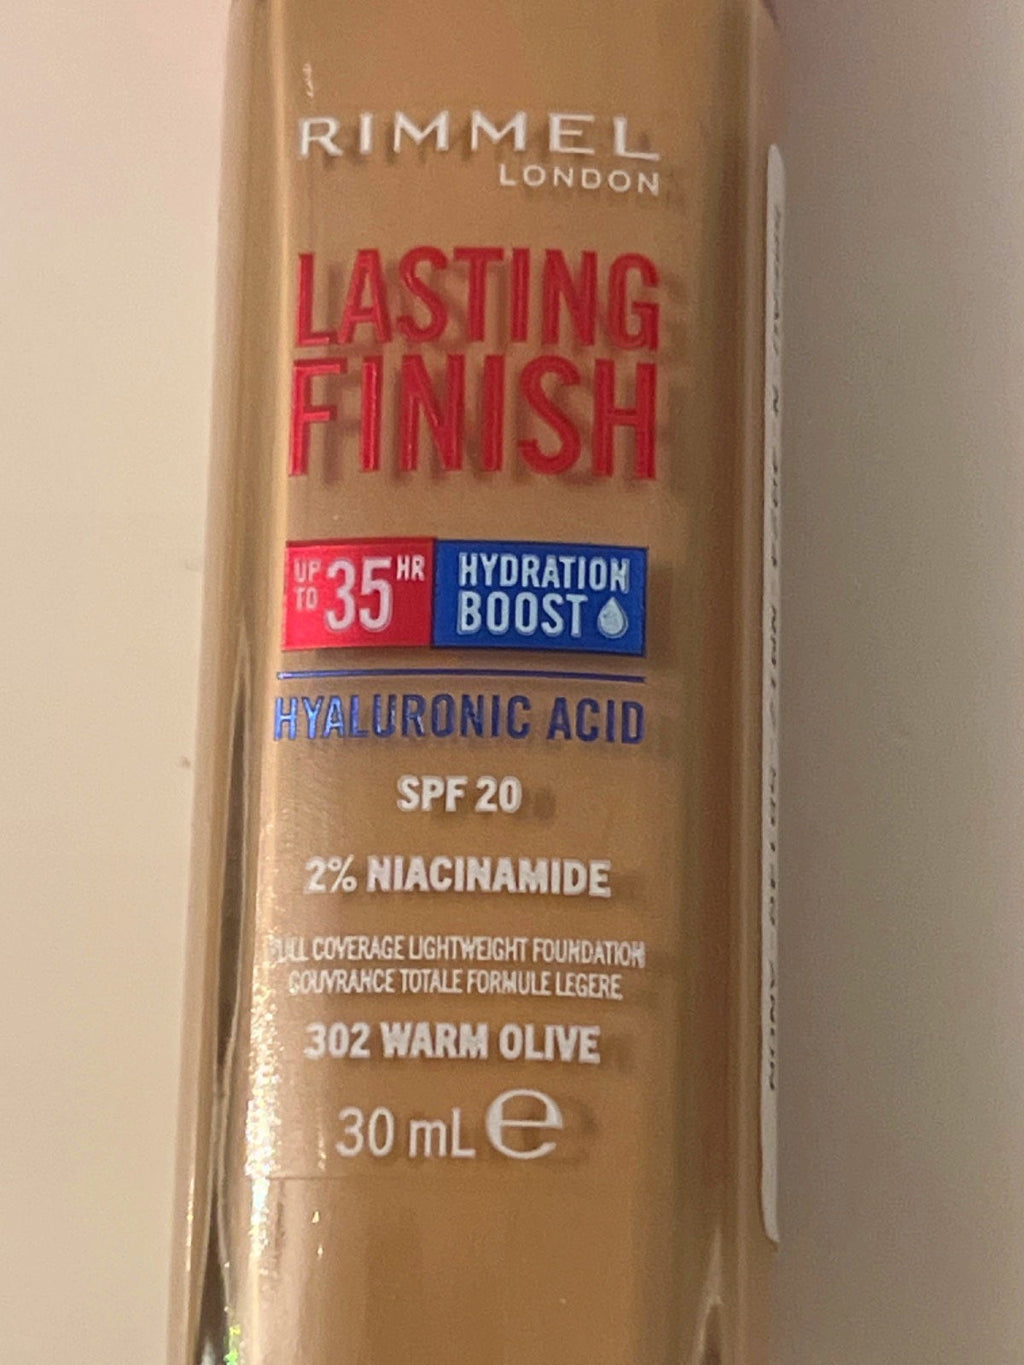 RIMMEL
LONDON
LASTING
FINISH
UP TO 35 HR HYDRATION BOOST
HYALURONIC ACID
SPF 20
2% NIACINAMIDE
FULL COVERAGE LIGHTWEIGHT FOUNDATION
COUVRANCE TOTALE FORMULE LEGERE
302 WARM OLIVE
30 mL e